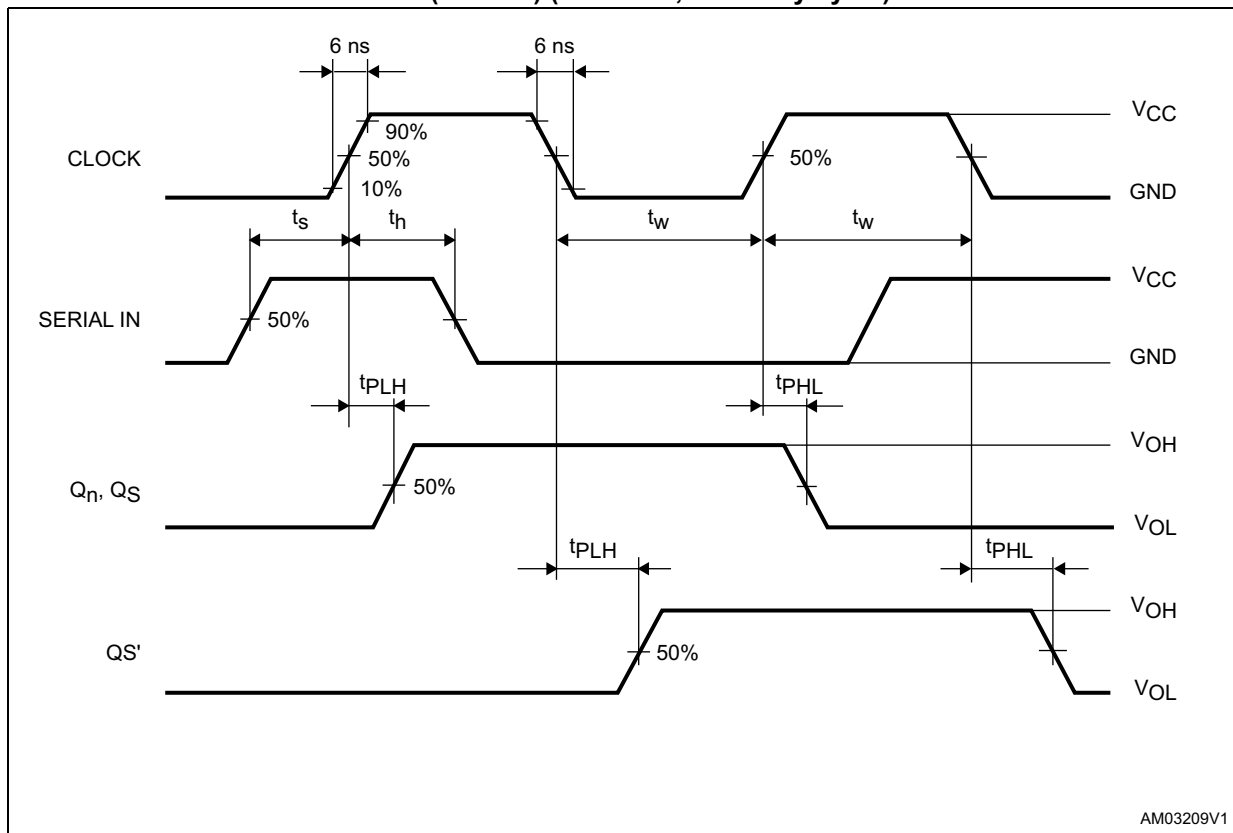 6 ns 6 ns
VCC
90%
CLOCK 50% 50%
10%
GND
ts th tw tw
VCC
SERIAL IN 50%
GND
tPLH tPHL
VOH
Qn, QS 50%
VOL
tPLH tPHL
VOH
QS' 50%
VOL
AM03209V1